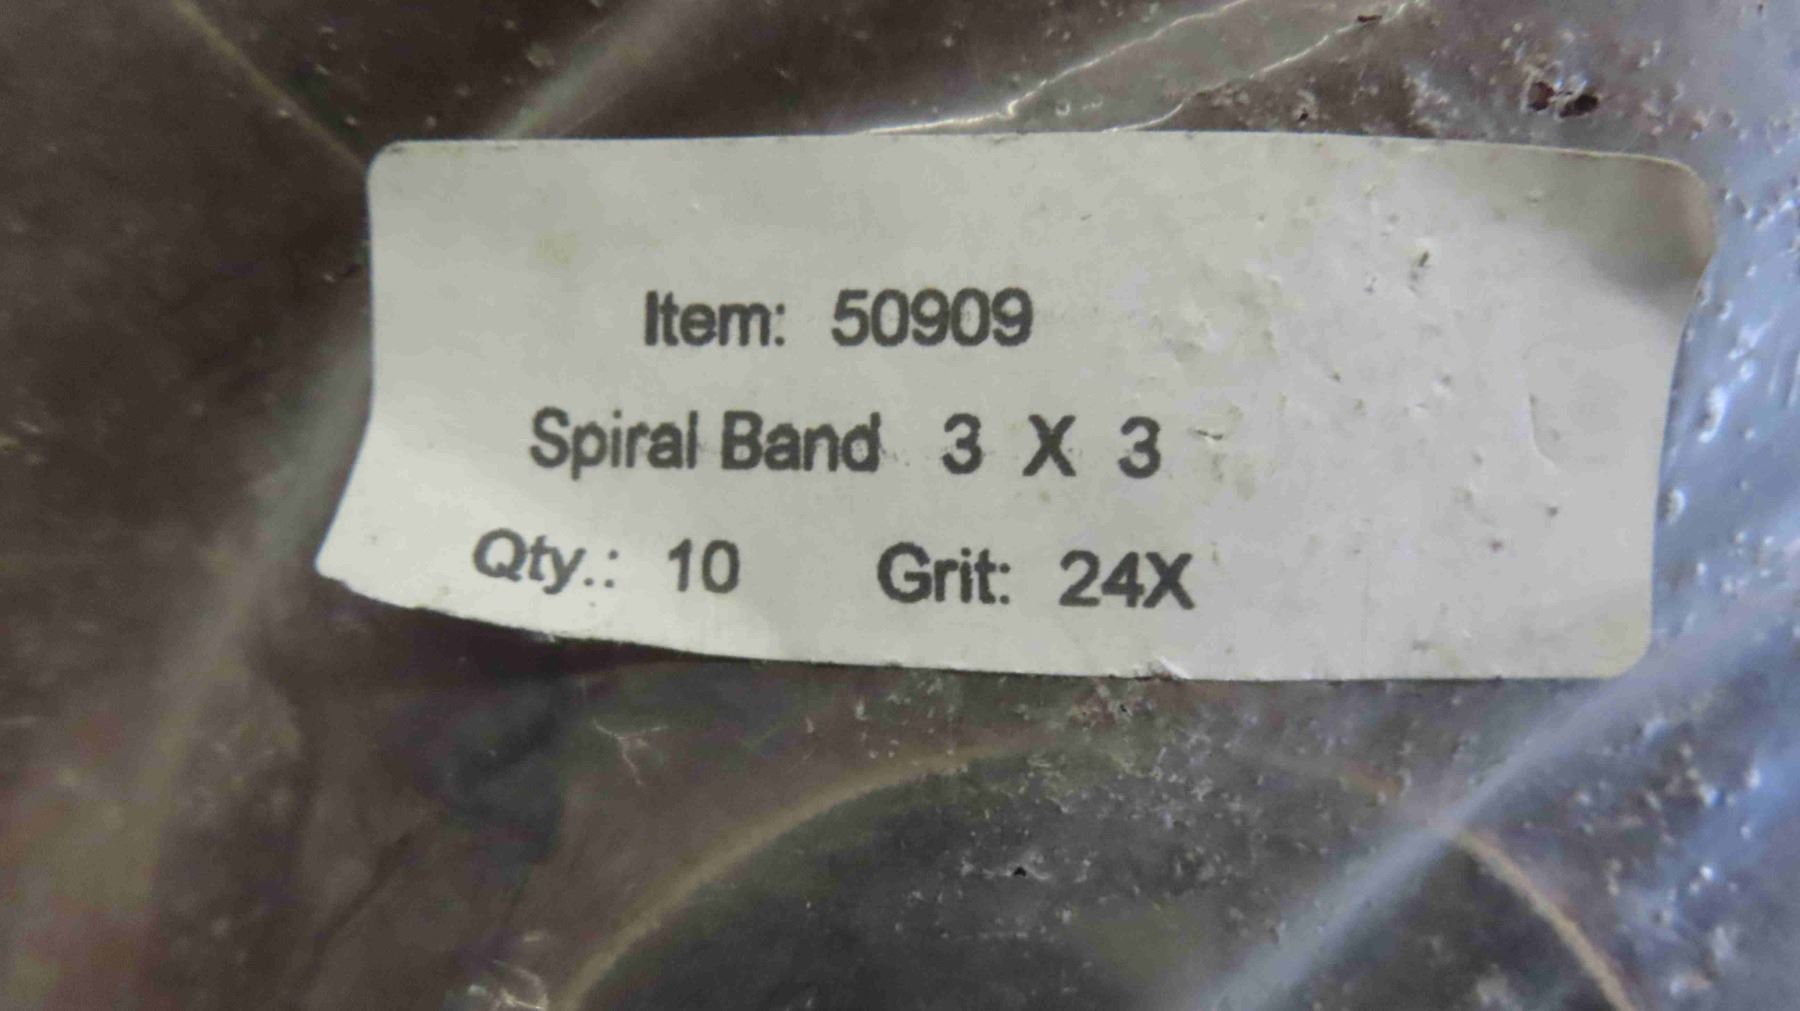 Item: 50909
Spiral Band 3 X 3
Qty.: 10 Grit: 24X